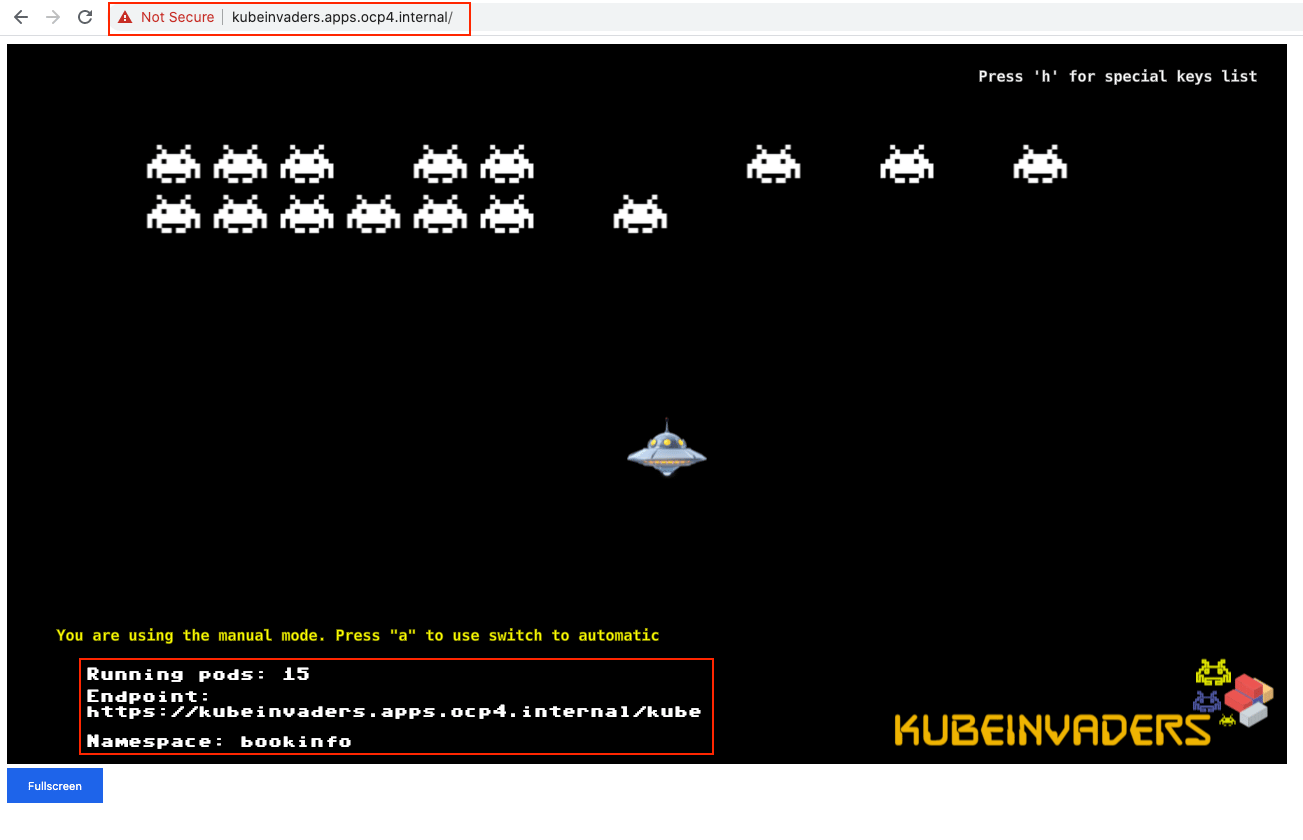 Not Secure | kubeinvaders.apps.ocp4.internal/
Press 'h' for special keys list
You are using the manual mode. Press "a" to use switch to automatic
Running pods: 15
Endpoint:
https://kubeinvaders.apps.ocp4.internal/kube
Namespace: bookinfo
KUBEINVADERS
Fullscreen